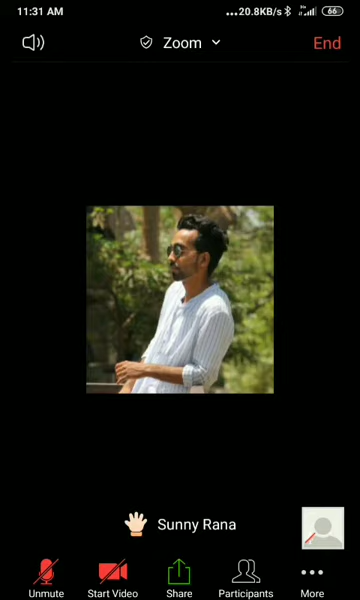 11:31 AM ...20.8KB/s 66
Zoom End
Sunny Rana
Unmute Start Video Share Participants More